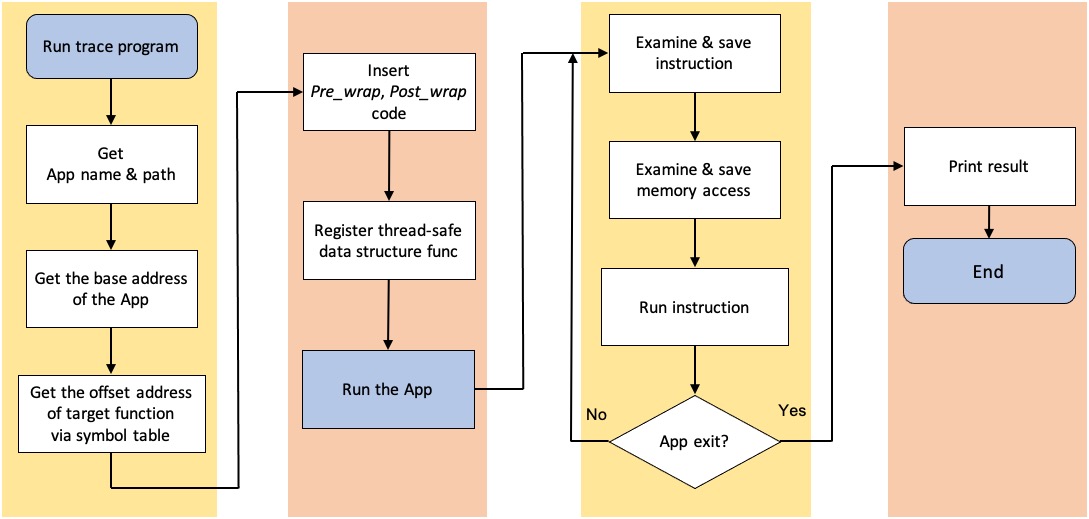 Run trace program
Get
App name & path
Get the base address
of the App
Get the offset address
of target function
via symbol table
Insert
Pre_wrap, Post_wrap
code
Register thread-safe
data structure func
Run the App
Examine & save
instruction
Examine & save
memory access
Run instruction
App exit?
No
Yes
Print result
End